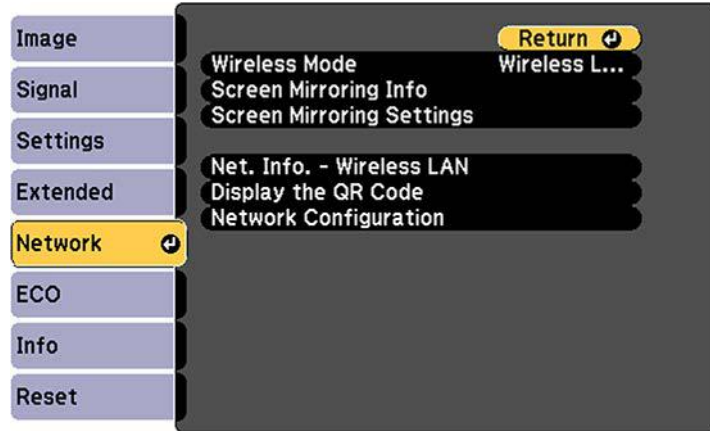 Image
Signal
Settings
Extended
Network
ECO
Info
Reset
Return
Wireless Mode Wireless L...
Screen Mirroring Info
Screen Mirroring Settings
Net. Info. - Wireless LAN
Display the QR Code
Network Configuration